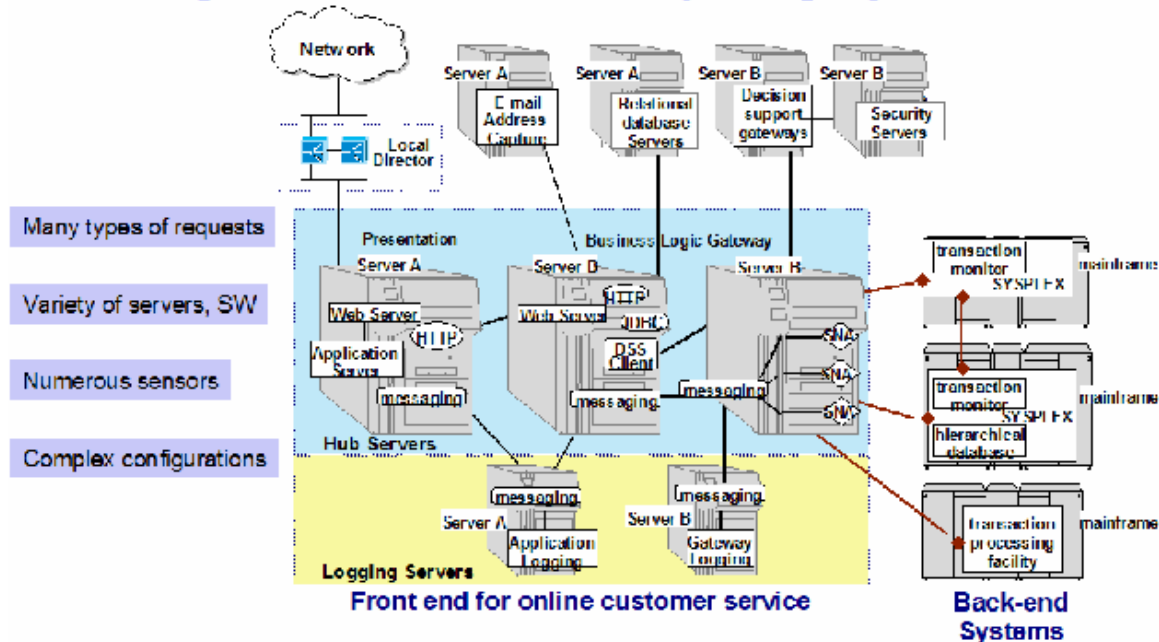 Network
Server A
E mail
Address
Capture
Server A
Relational
database
Servers
Server B
Decision
support
gateways
Server B
Security
Servers
Local
Director
Many types of requests
Variety of servers, SW
Numerous sensors
Complex configurations
Presentation
Server A
Web Server
HTTP
Application
Server
messaging
Hub Servers
Business Logic Gateway
Server B
HTTP
Web Server
JDBC
DSS
Client
messaging
Server B
SNA
SNA
SNA
messaging
transaction
monitor
SYSPLEX
mainframe
transaction
monitor
SYSPLEX
hierarchical
database
mainframe
transaction
processing
facility
mainframe
messaging
Server A
Application
Logging
messaging
Server B
Gateway
Logging
Logging Servers
Front end for online customer service
Back-end
Systems